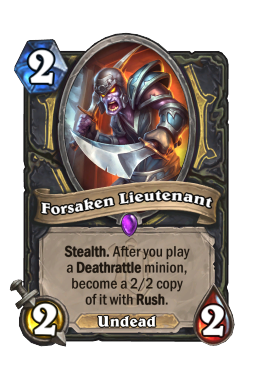 2
Forsaken Lieutenant
Stealth. After you play
a Deathrattle minion,
become a 2/2 copy
of it with Rush.
2 Undead 2